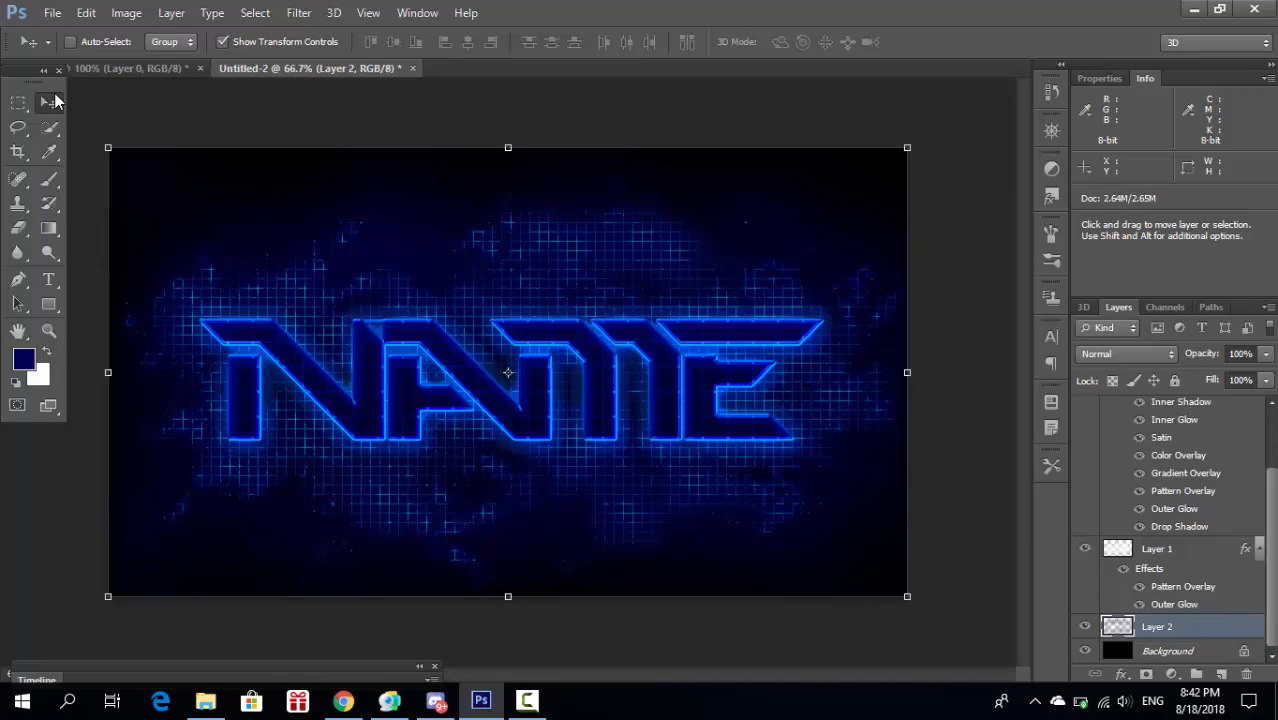 Ps File Edit Image Layer Type Select Filter 3D View Window Help
Auto-Select: Group Show Transform Controls 3D Mode: 3D
@ 100% (Layer 0, RGB/8) * × Untitled-2 @ 66.7% (Layer 2, RGB/8) * ×
Properties Info
R : C :
G : M :
B : Y :
K :
8-bit 8-bit
X : W :
Y : H :
Doc: 2.64M/2.65M
Click and drag to move layer or selection.
Use Shift and Alt for additional options.
3D Layers Channels Paths
Kind
Normal Opacity: 100%
Lock: Fill: 100%
Inner Shadow
Inner Glow
Satin
Color Overlay
Gradient Overlay
Pattern Overlay
Outer Glow
Drop Shadow
Layer 1 fx
Effects
Pattern Overlay
Outer Glow
Layer 2
Background
NAME
Timeline
ENG
8:42 PM
8/18/2018